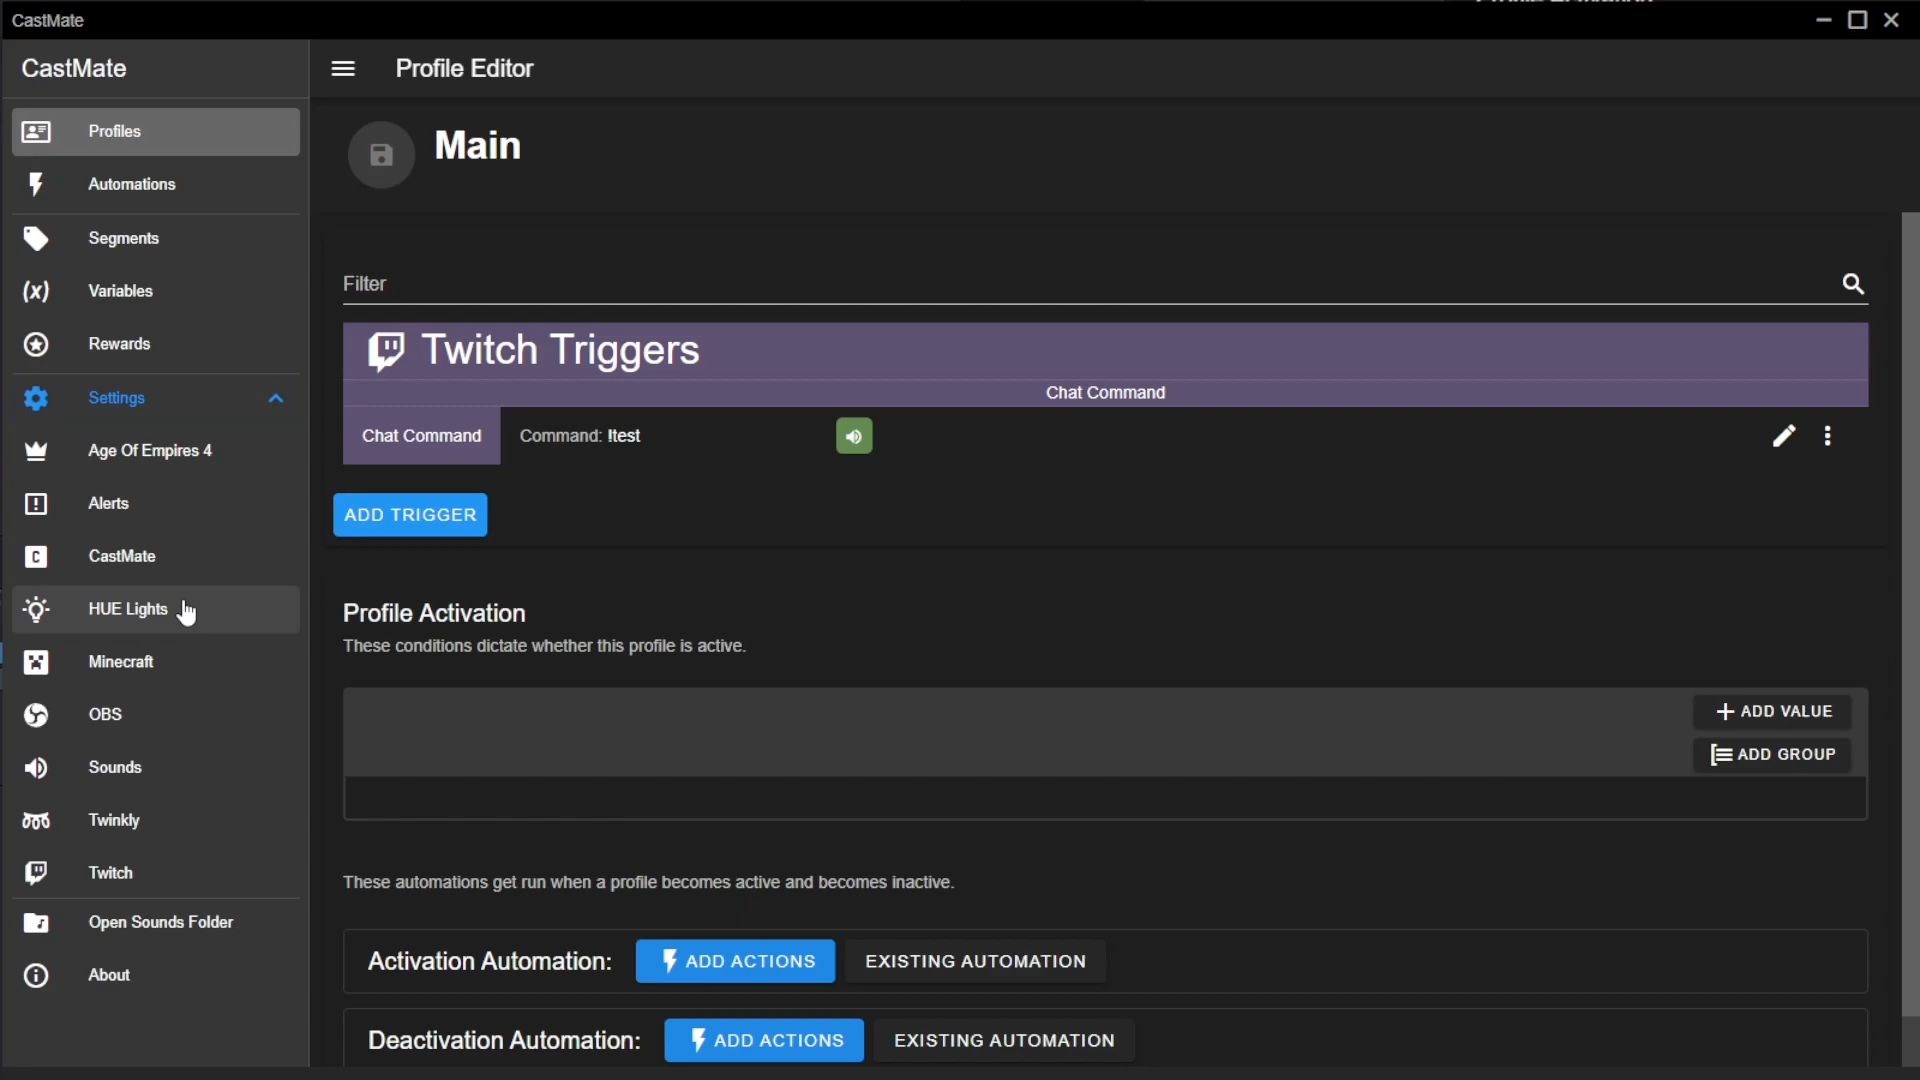 CastMate
CastMate
Profile Editor
Profiles
Automations
Segments
Variables
Rewards
Settings
Age Of Empires 4
Alerts
CastMate
HUE Lights
Minecraft
OBS
Sounds
Twinkly
Twitch
Open Sounds Folder
About
Main
Filter
Twitch Triggers
Chat Command
Chat Command
Command: !test
ADD TRIGGER
Profile Activation
These conditions dictate whether this profile is active.
ADD VALUE
ADD GROUP
These automations get run when a profile becomes active and becomes inactive.
Activation Automation:
ADD ACTIONS
EXISTING AUTOMATION
Deactivation Automation:
ADD ACTIONS
EXISTING AUTOMATION